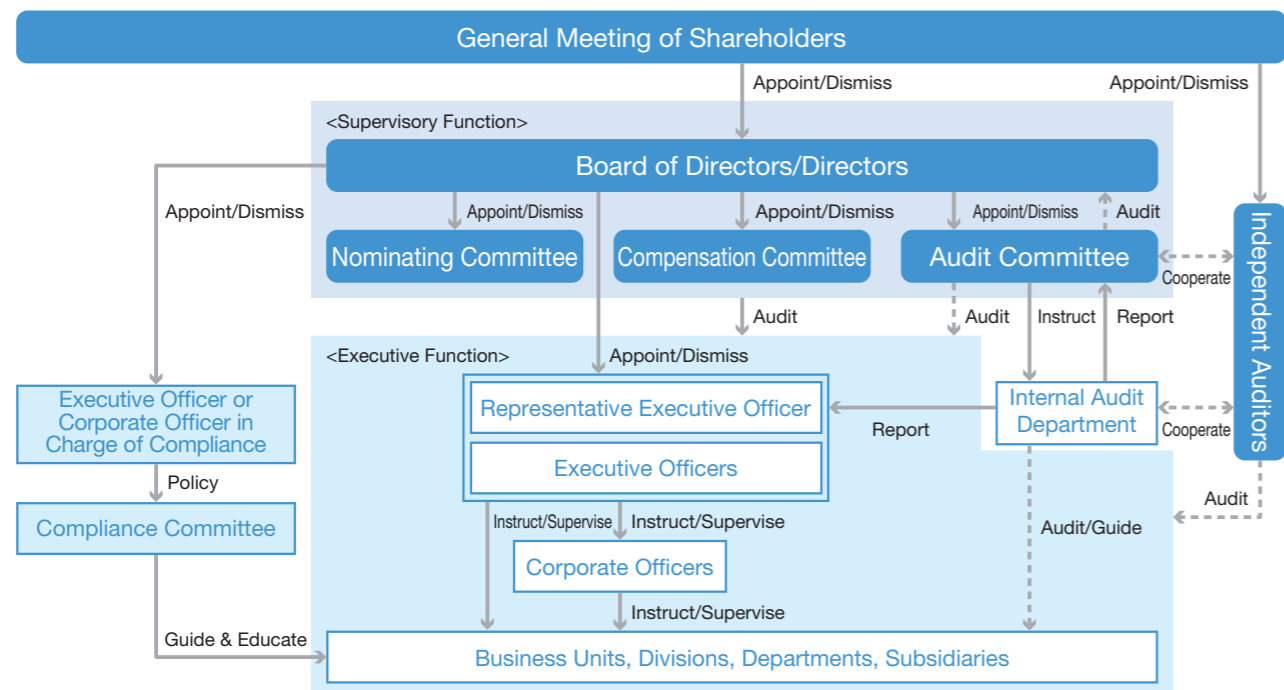 General Meeting of Shareholders
Appoint/Dismiss
Appoint/Dismiss
<Supervisory Function>
Board of Directors/Directors
Appoint/Dismiss
Appoint/Dismiss
Appoint/Dismiss
Appoint/Dismiss
Audit
Nominating Committee
Compensation Committee
Audit Committee
Cooperate
Independent Auditors
Audit
Audit
Instruct
Report
<Executive Function>
Appoint/Dismiss
Executive Officer or
Corporate Officer in
Charge of Compliance
Representative Executive Officer
Executive Officers
Report
Internal Audit
Department
Cooperate
Policy
Compliance Committee
Instruct/Supervise
Instruct/Supervise
Audit/Guide
Audit
Corporate Officers
Instruct/Supervise
Guide & Educate
Business Units, Divisions, Departments, Subsidiaries